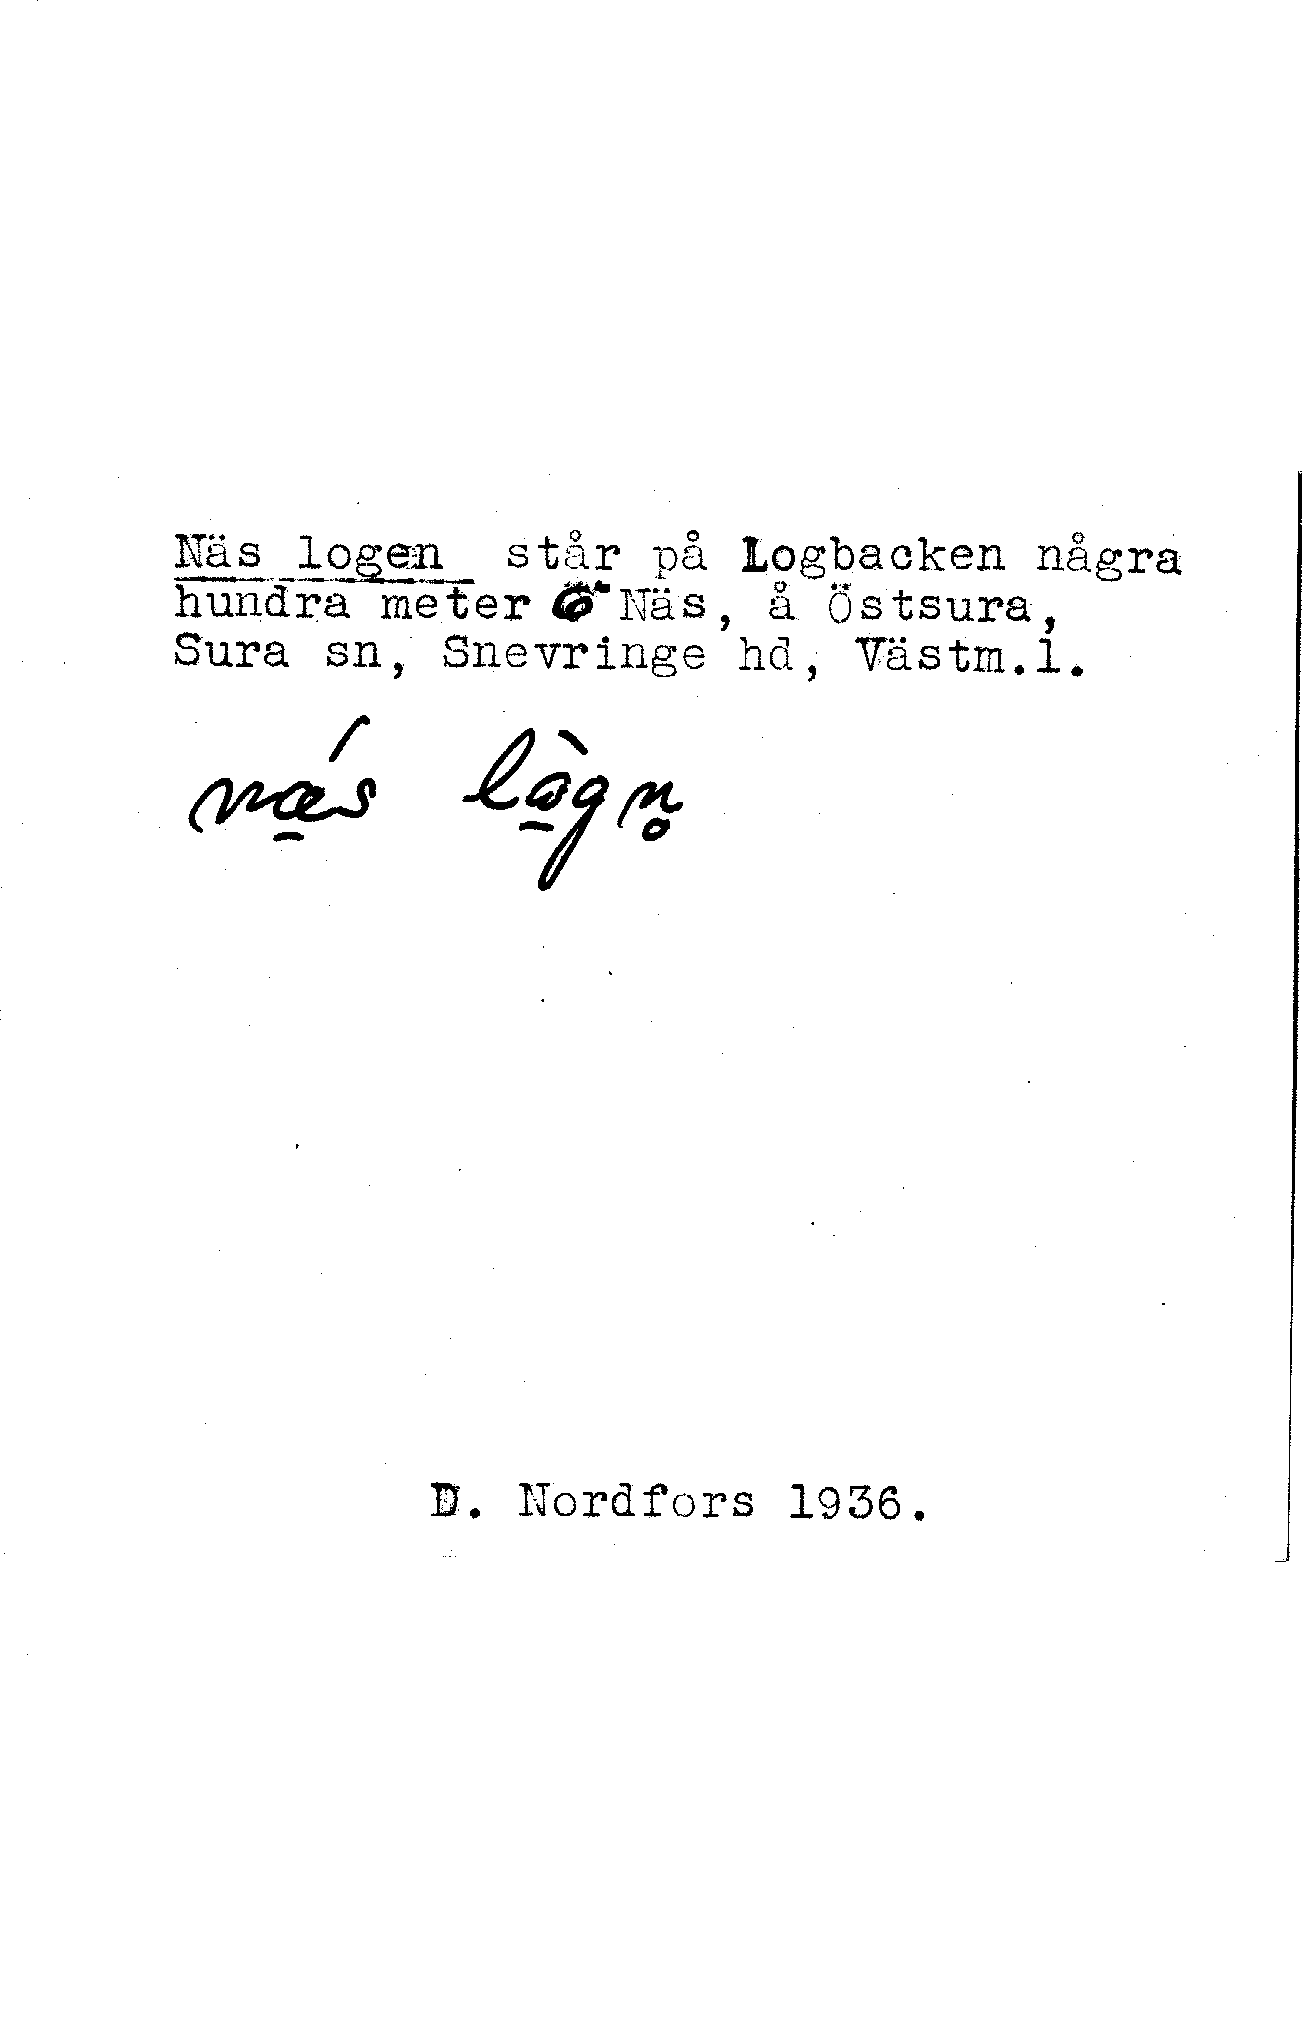 Näs logen står på Logbacken några
hundra meter Ö Näs, å Östsura,
Sura sn, Snevringe hd, Västm.l.
D. Nordfors 1936.